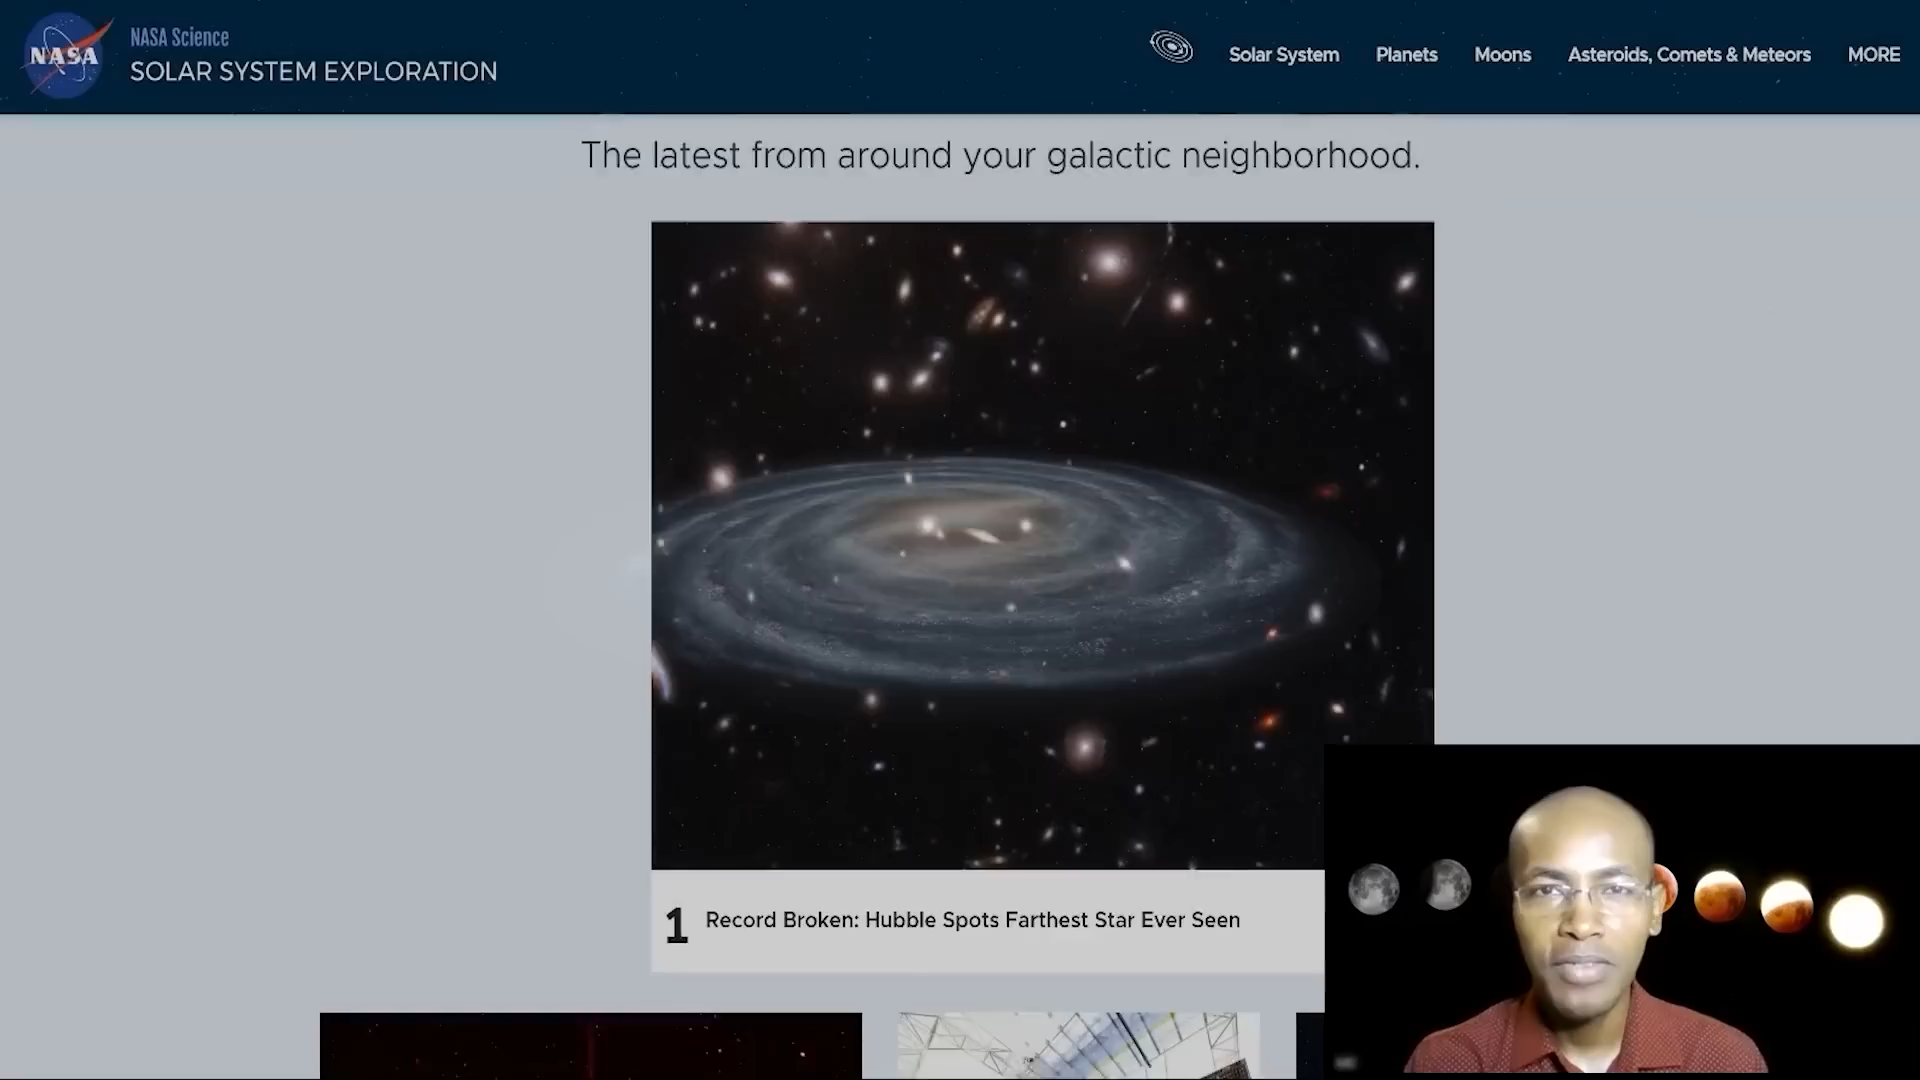 NASA
NASA Science
SOLAR SYSTEM EXPLORATION
Solar System
Planets
Moons
Asteroids, Comets & Meteors
MORE
The latest from around your galactic neighborhood.
1
Record Broken: Hubble Spots Farthest Star Ever Seen